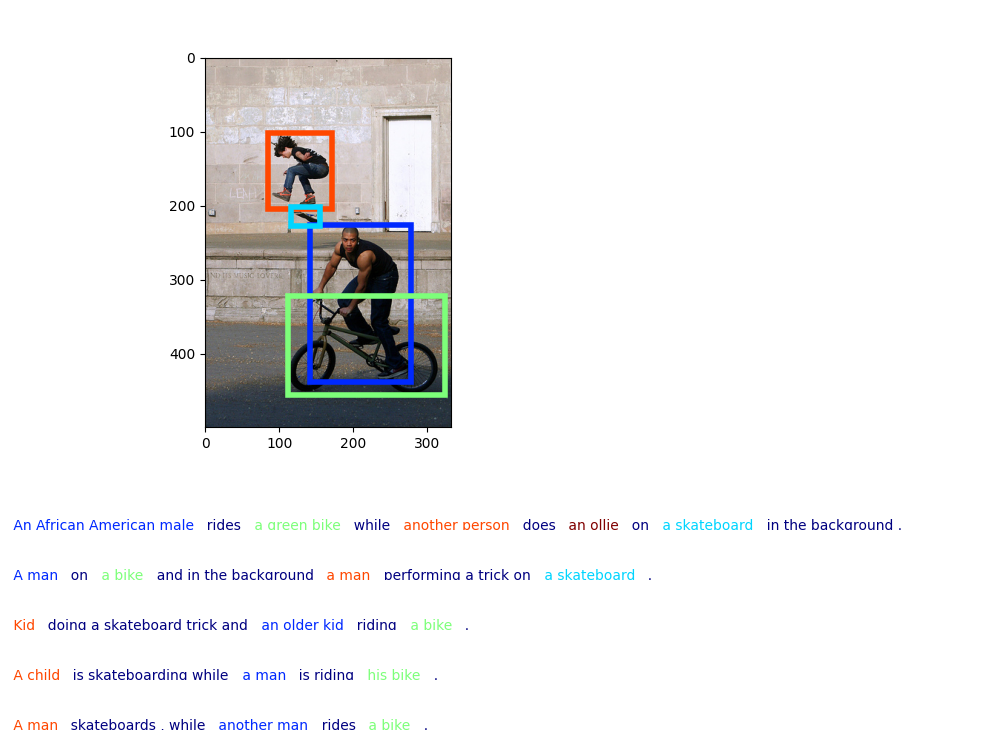 0
100
200
300
400
0 100 200 300
An African American male rides a green bike while another person does an ollie on a skateboard in the background .
A man on a bike and in the background a man performing a trick on a skateboard .
Kid doing a skateboard trick and an older kid riding a bike .
A child is skateboarding while a man is riding his bike .
A man skateboards , while another man rides a bike .